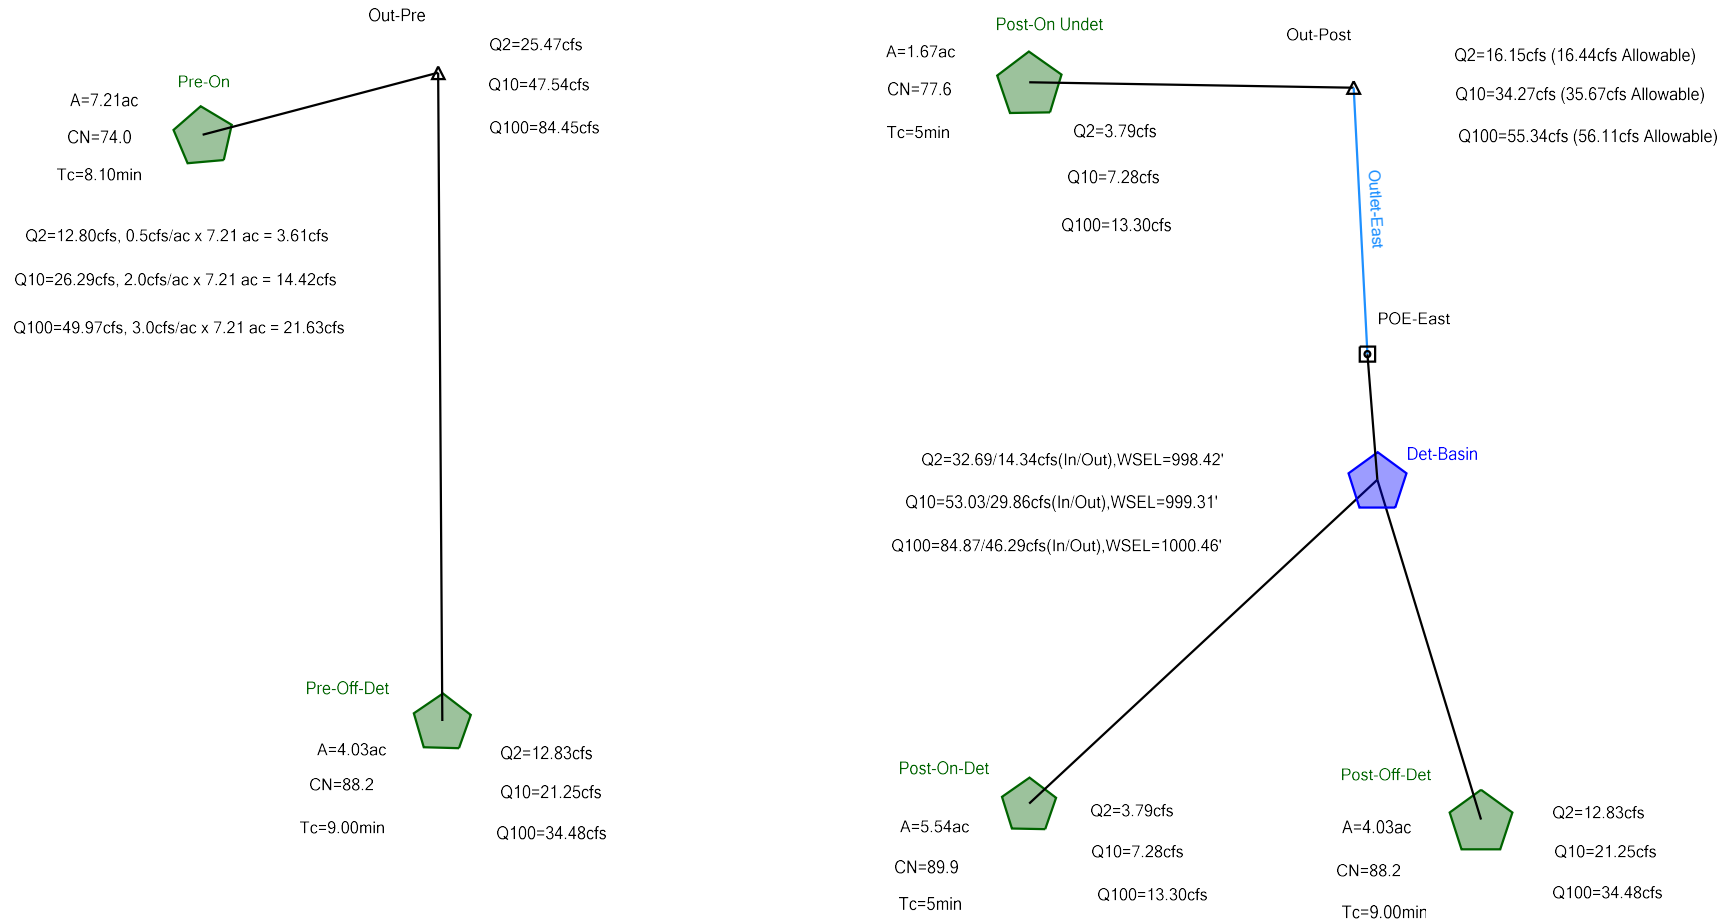 Out-Pre
Q2=25.47cfs
Q10=47.54cfs
Q100=84.45cfs
Pre-On
A=7.21ac
CN=74.0
Tc=8.10min
Q2=12.80cfs, 0.5cfs/ac x 7.21 ac = 3.61cfs
Q10=26.29cfs, 2.0cfs/ac x 7.21 ac = 14.42cfs
Q100=49.97cfs, 3.0cfs/ac x 7.21 ac = 21.63cfs
Pre-Off-Det
A=4.03ac
CN=88.2
Tc=9.00min
Q2=12.83cfs
Q10=21.25cfs
Q100=34.48cfs
Post-On Undet
A=1.67ac
CN=77.6
Tc=5min
Q2=3.79cfs
Q10=7.28cfs
Q100=13.30cfs
Out-Post
Q2=16.15cfs (16.44cfs Allowable)
Q10=34.27cfs (35.67cfs Allowable)
Q100=55.34cfs (56.11cfs Allowable)
Outlet-East
POE-East
Det-Basin
Q2=32.69/14.34cfs(In/Out),WSEL=998.42'
Q10=53.03/29.86cfs(In/Out),WSEL=999.31'
Q100=84.87/46.29cfs(In/Out),WSEL=1000.46'
Post-On-Det
A=5.54ac
CN=89.9
Tc=5min
Q2=3.79cfs
Q10=7.28cfs
Q100=13.30cfs
Post-Off-Det
A=4.03ac
CN=88.2
Tc=9.00min
Q2=12.83cfs
Q10=21.25cfs
Q100=34.48cfs